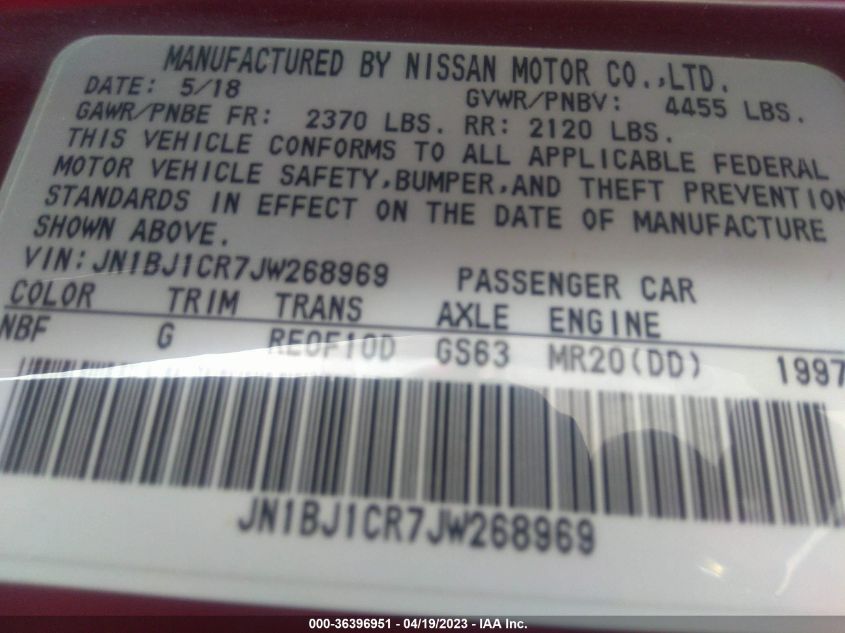 MANUFACTURED BY NISSAN MOTOR CO.,LTD.
DATE: 5/18 GVWR/PNBV: 4455 LBS.
GAWR/PNBE FR: 2370 LBS. RR: 2120 LBS.
THIS VEHICLE CONFORMS TO ALL APPLICABLE FEDERAL
MOTOR VEHICLE SAFETY,BUMPER,AND THEFT PREVENTION
STANDARDS IN EFFECT ON THE DATE OF MANUFACTURE
SHOWN ABOVE.
VIN:JN1BJ1CR7JW268969 PASSENGER CAR
COLOR TRIM TRANS AXLE ENGINE
NBF G RE0F10D GS63 MR20(DD) 1997
JN1BJ1CR7JW268969
000-36396951 - 04/19/2023 - IAA Inc.